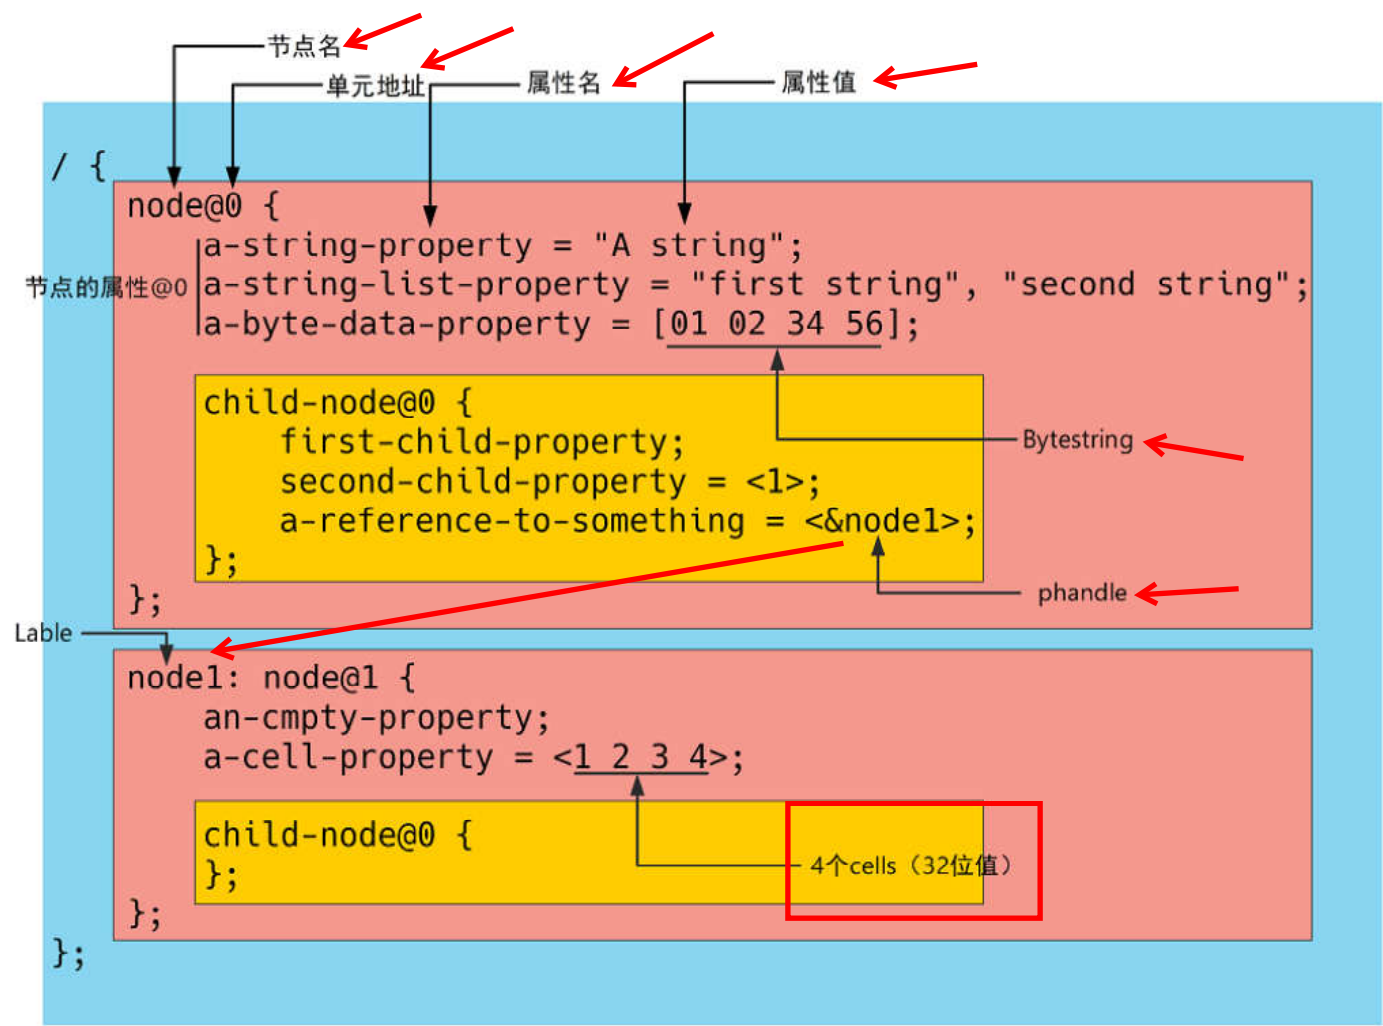 节点名
单元地址
属性名
属性值
/ {
node@0 {
a-string-property = "A string";
节点的属性@0
a-string-list-property = "first string", "second string";
a-byte-data-property = [01 02 34 56];
child-node@0 {
first-child-property;
Bytestring
second-child-property = <1>;
a-reference-to-something = <&node1>;
};
phandle
};
Lable
node1: node@1 {
an-cmpty-property;
a-cell-property = <1 2 3 4>;
child-node@0 {
4个cells（32位值）
};
};
};